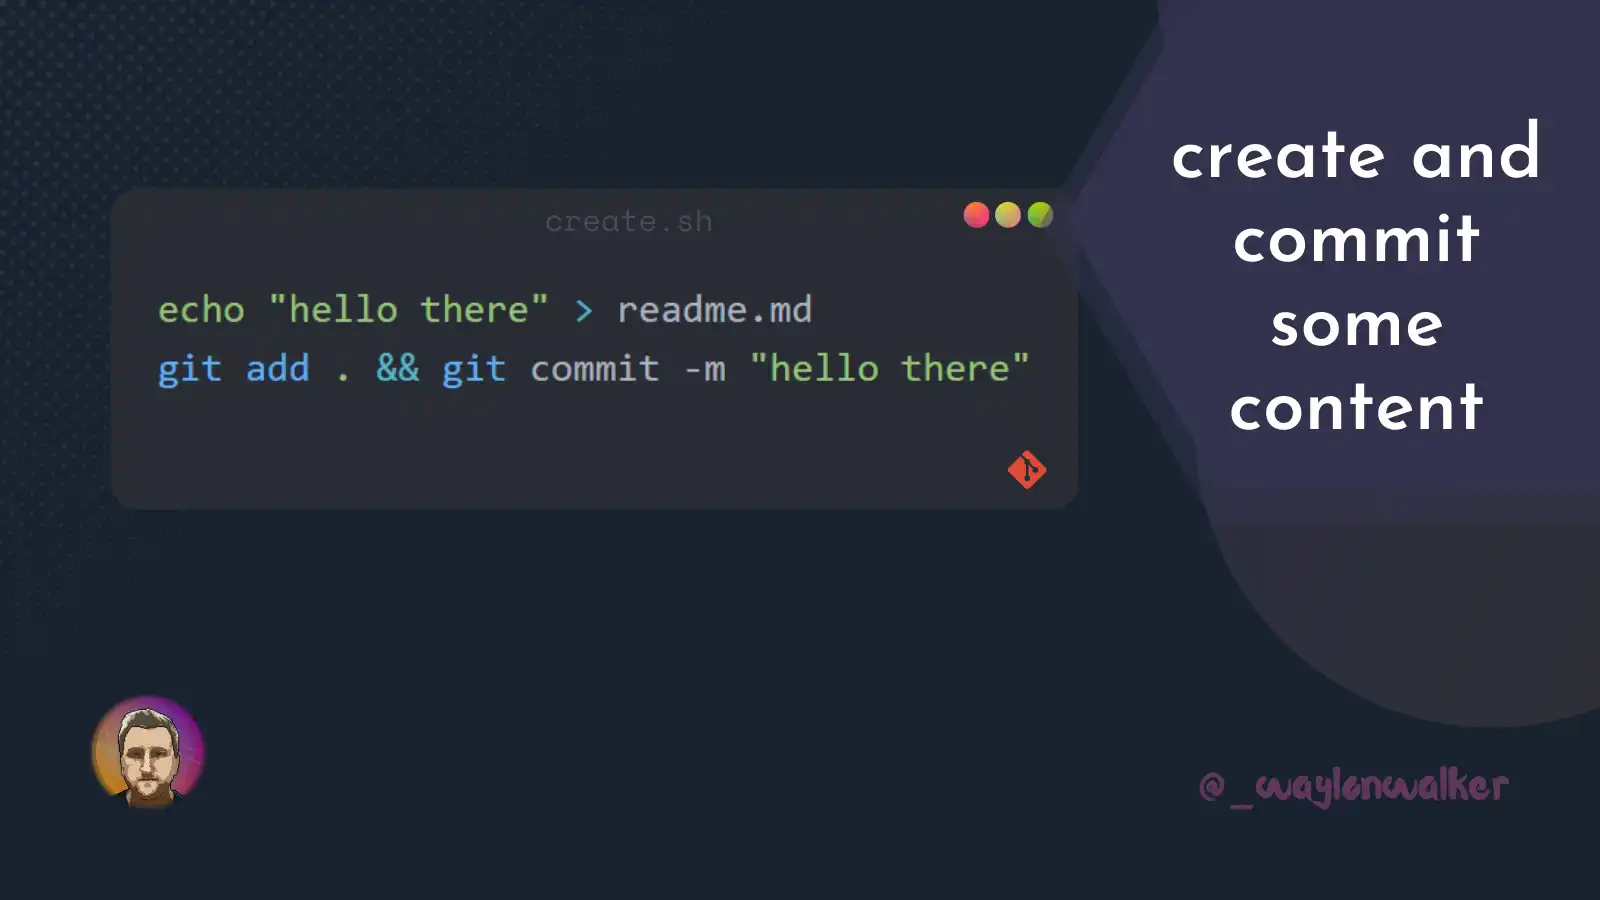 create and
commit
some
content
create.sh
echo "hello there" > readme.md
git add . && git commit -m "hello there"
@_waylonwalker